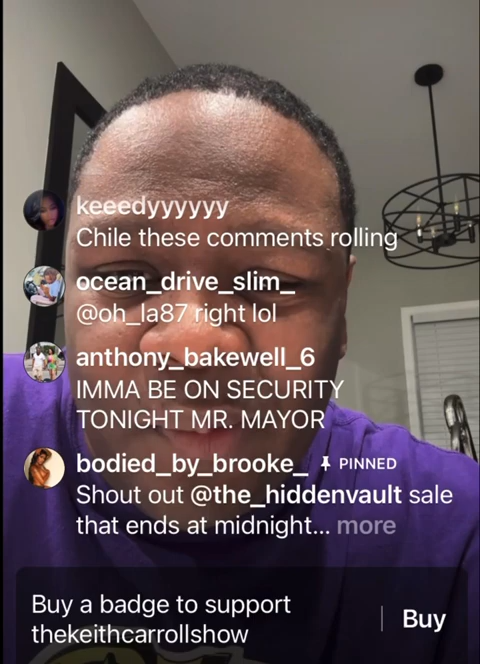 keeedyyyyyy
Chile these comments rolling
ocean_drive_slim_
@oh_la87 right lol
anthony_bakewell_6
IMMA BE ON SECURITY
TONIGHT MR. MAYOR
bodied_by_brooke_ PINNED
Shout out @the_hiddenvault sale
that ends at midnight... more
Buy a badge to support
thekeithcarrollshow
Buy